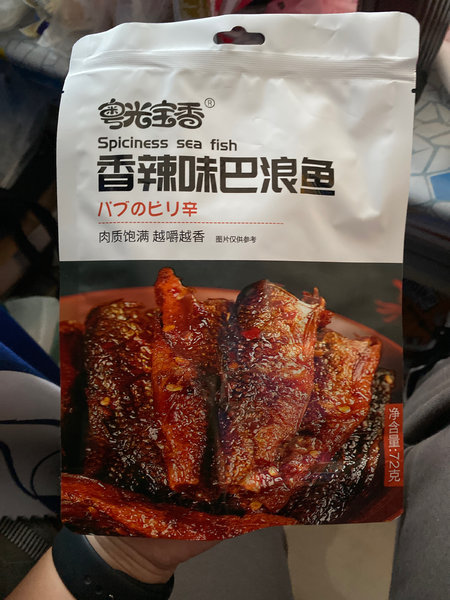 粤光宝香®
Spiciness sea fish
香辣味巴浪鱼
バブのピリ辛
肉质饱满 越嚼越香
图片仅供参考
净含量:72克